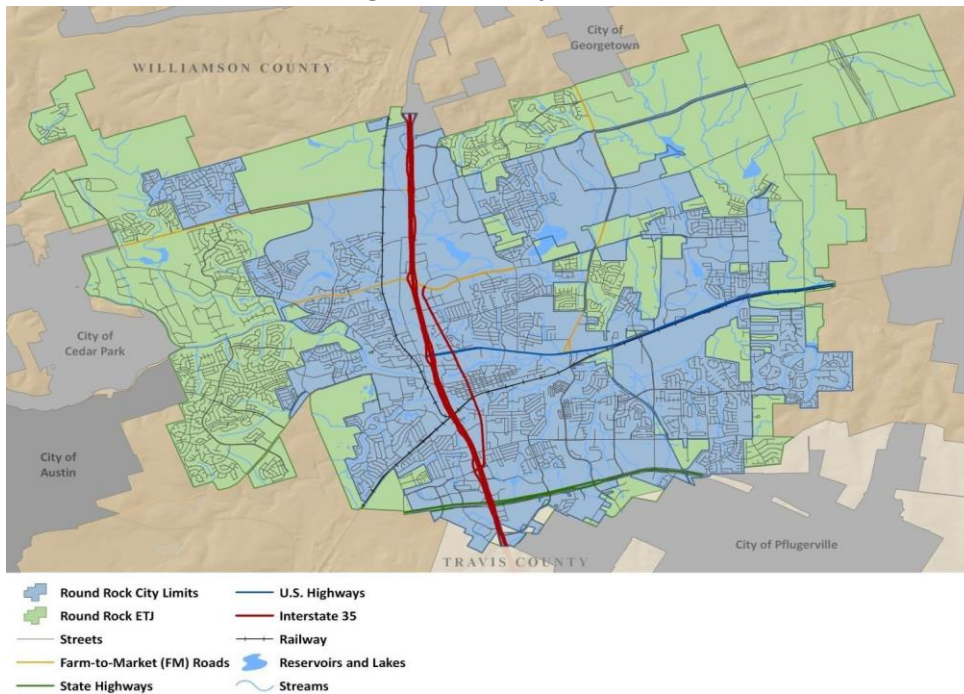 City of
Georgetown
WILLIAMSON COUNTY
City of
Cedar Park
City of
Austin
City of Pflugerville
TRAVIS COUNTY
Round Rock City Limits
Round Rock ETJ
Streets
Farm-to-Market (FM) Roads
State Highways
U.S. Highways
Interstate 35
Railway
Reservoirs and Lakes
Streams